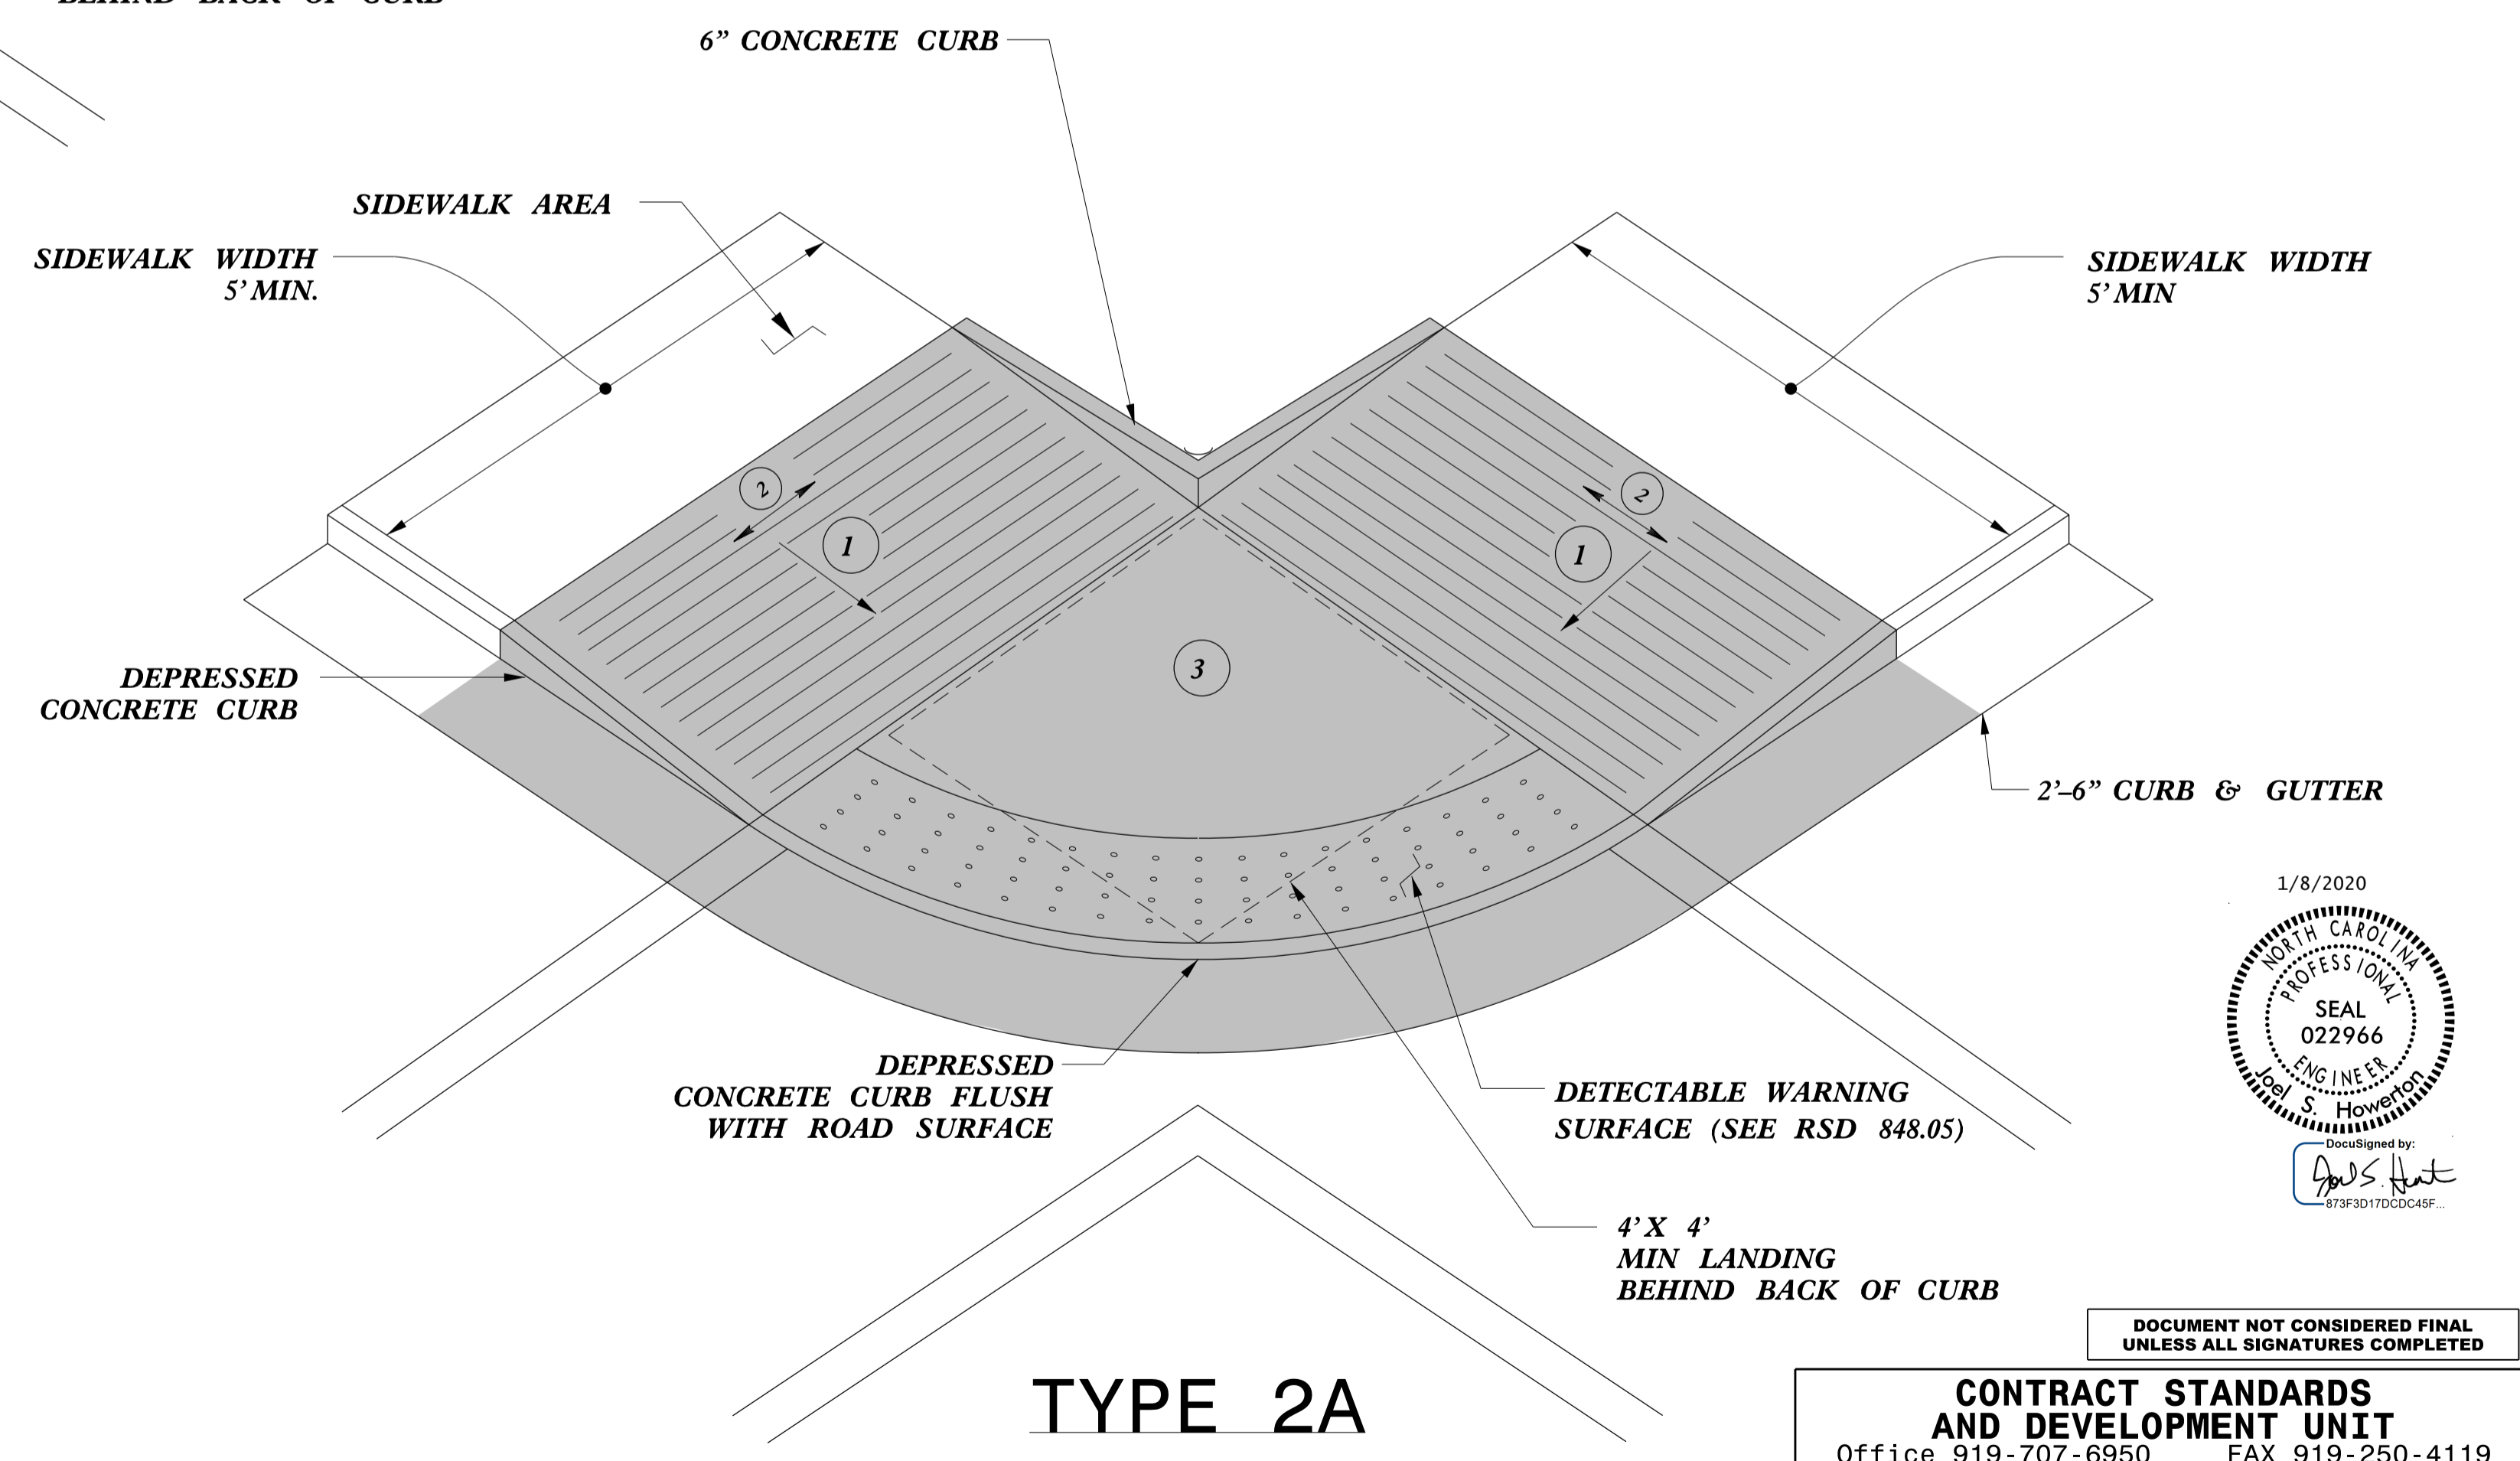 BEHIND BACK OF CURB
6” CONCRETE CURB
SIDEWALK AREA
SIDEWALK WIDTH
5’ MIN.
SIDEWALK WIDTH
5’ MIN
2
1
2
1
3
DEPRESSED
CONCRETE CURB
2’–6” CURB & GUTTER
DEPRESSED
CONCRETE CURB FLUSH
WITH ROAD SURFACE
DETECTABLE WARNING
SURFACE (SEE RSD 848.05)
4’ X 4’
MIN LANDING
BEHIND BACK OF CURB
1/8/2020
NORTH CAROLINA
PROFESSIONAL
SEAL
022966
ENGINEER
Joel S. Howerton
DocuSigned by:
873F3D17DCDC45F...
TYPE 2A
DOCUMENT NOT CONSIDERED FINAL
UNLESS ALL SIGNATURES COMPLETED
CONTRACT STANDARDS
AND DEVELOPMENT UNIT
Office 919-707-6950 FAX 919-250-4119